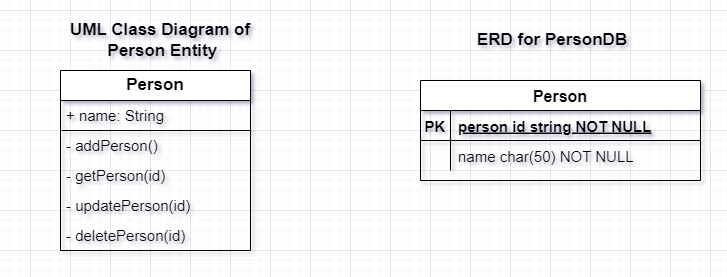 UML Class Diagram of
Person Entity
Person
+ name: String
- addPerson()
- getPerson(id)
- updatePerson(id)
- deletePerson(id)
ERD for PersonDB
Person
PK person id string NOT NULL
name char(50) NOT NULL